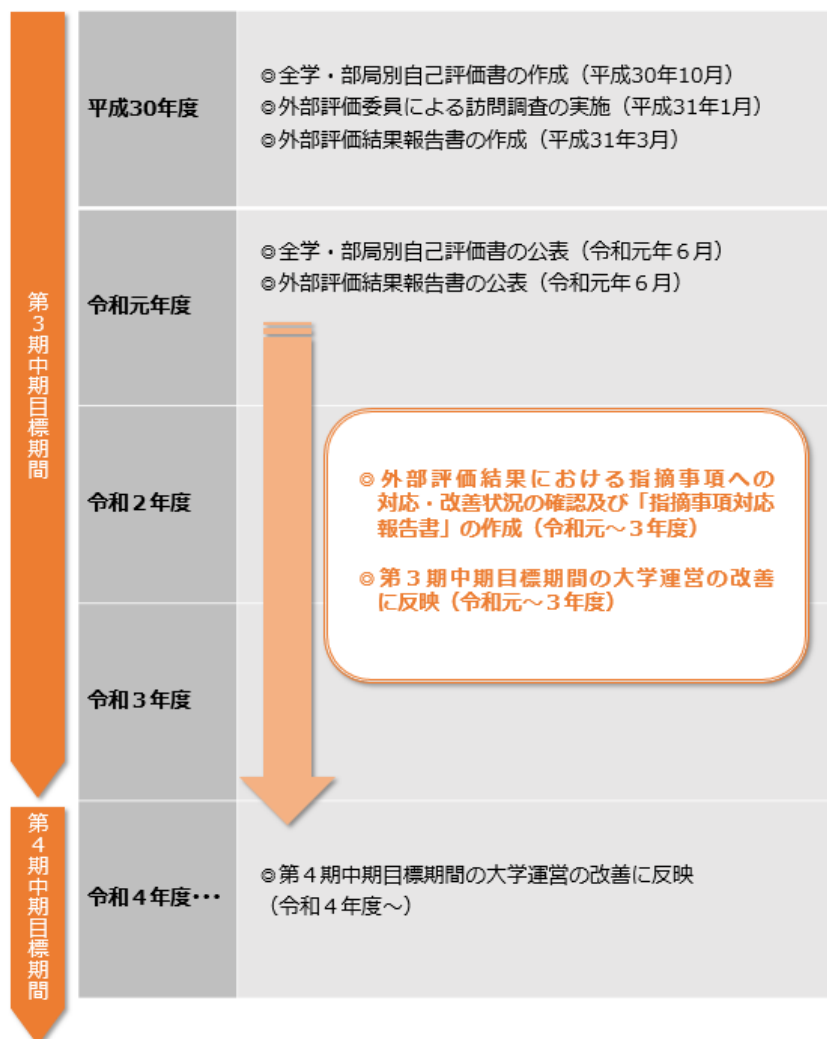 第３期中期目標期間
平成30年度
◎全学・部局別自己評価書の作成（平成30年10月）
◎外部評価委員による訪問調査の実施（平成31年1月）
◎外部評価結果報告書の作成（平成31年3月）
令和元年度
◎全学・部局別自己評価書の公表（令和元年６月）
◎外部評価結果報告書の公表（令和元年６月）
令和２年度
◎外部評価結果における指摘事項への
対応・改善状況の確認及び「指摘事項対応
報告書」の作成（令和元～３年度）
◎第３期中期目標期間の大学運営の改善
に反映（令和元～３年度）
令和３年度
第４期中期目標期間
令和４年度･･･
◎第４期中期目標期間の大学運営の改善に反映
（令和４年度～）